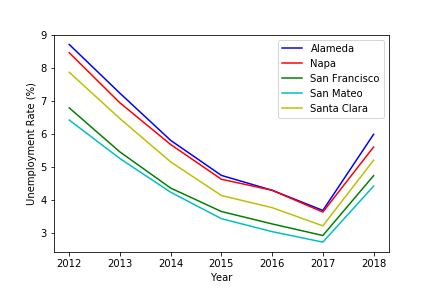 9
8
7
6
5
4
3
Unemployment Rate (%)
Alameda
Napa
San Francisco
San Mateo
Santa Clara
2012 2013 2014 2015 2016 2017 2018
Year